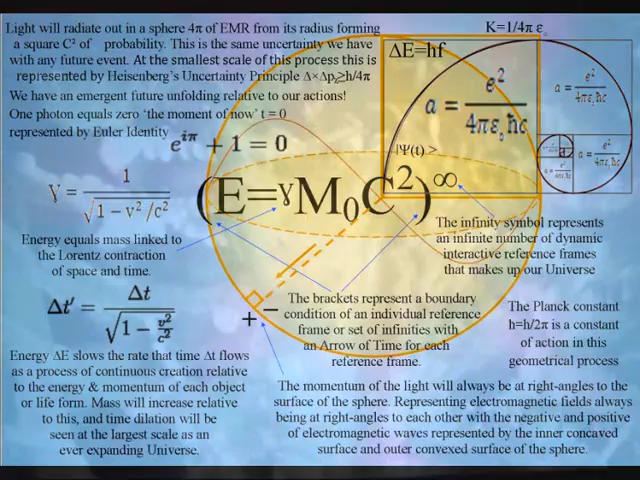 Light will radiate out in a sphere 4π of EMR from its radius forming
a square C² of probability. This is the same uncertainty we have
with any future event. At the smallest scale of this process this is
represented by Heisenberg's Uncertainty Principle Δ×Δpₓ≥h/4π
We have an emergent future unfolding relative to our actions!
One photon equals zero 'the moment of now' t = 0
represented by Euler Identity
e^{iπ} + 1 = 0
K=1/4π ε₀
ΔE=hf
a = e²/4πε₀ħc
a = e²/4πε₀ħc
a = e²/4πε₀ħc
|Ψ(t) >
γ = 1/√(1 − v²/c²)
(E=γM₀C²)^∞
Energy equals mass linked to
the Lorentz contraction
of space and time.
The infinity symbol represents
an infinite number of dynamic
interactive reference frames
that makes up our Universe
Δt′ = Δt/√(1 − v²/c²)
+ −
The brackets represent a boundary
condition of an individual reference
frame or set of infinities with
an Arrow of Time for each
reference frame.
The Planck constant
ħ=h/2π is a constant
of action in this
geometrical process
Energy ΔE slows the rate that time Δt flows
as a process of continuous creation relative
to the energy & momentum of each object
or life form. Mass will increase relative
to this, and time dilation will be
seen at the largest scale as an
ever expanding Universe.
The momentum of the light will always be at right-angles to the
surface of the sphere. Representing electromagnetic fields always
being at right-angles to each other with the negative and positive
of electromagnetic waves represented by the inner concaved
surface and outer convexed surface of the sphere.